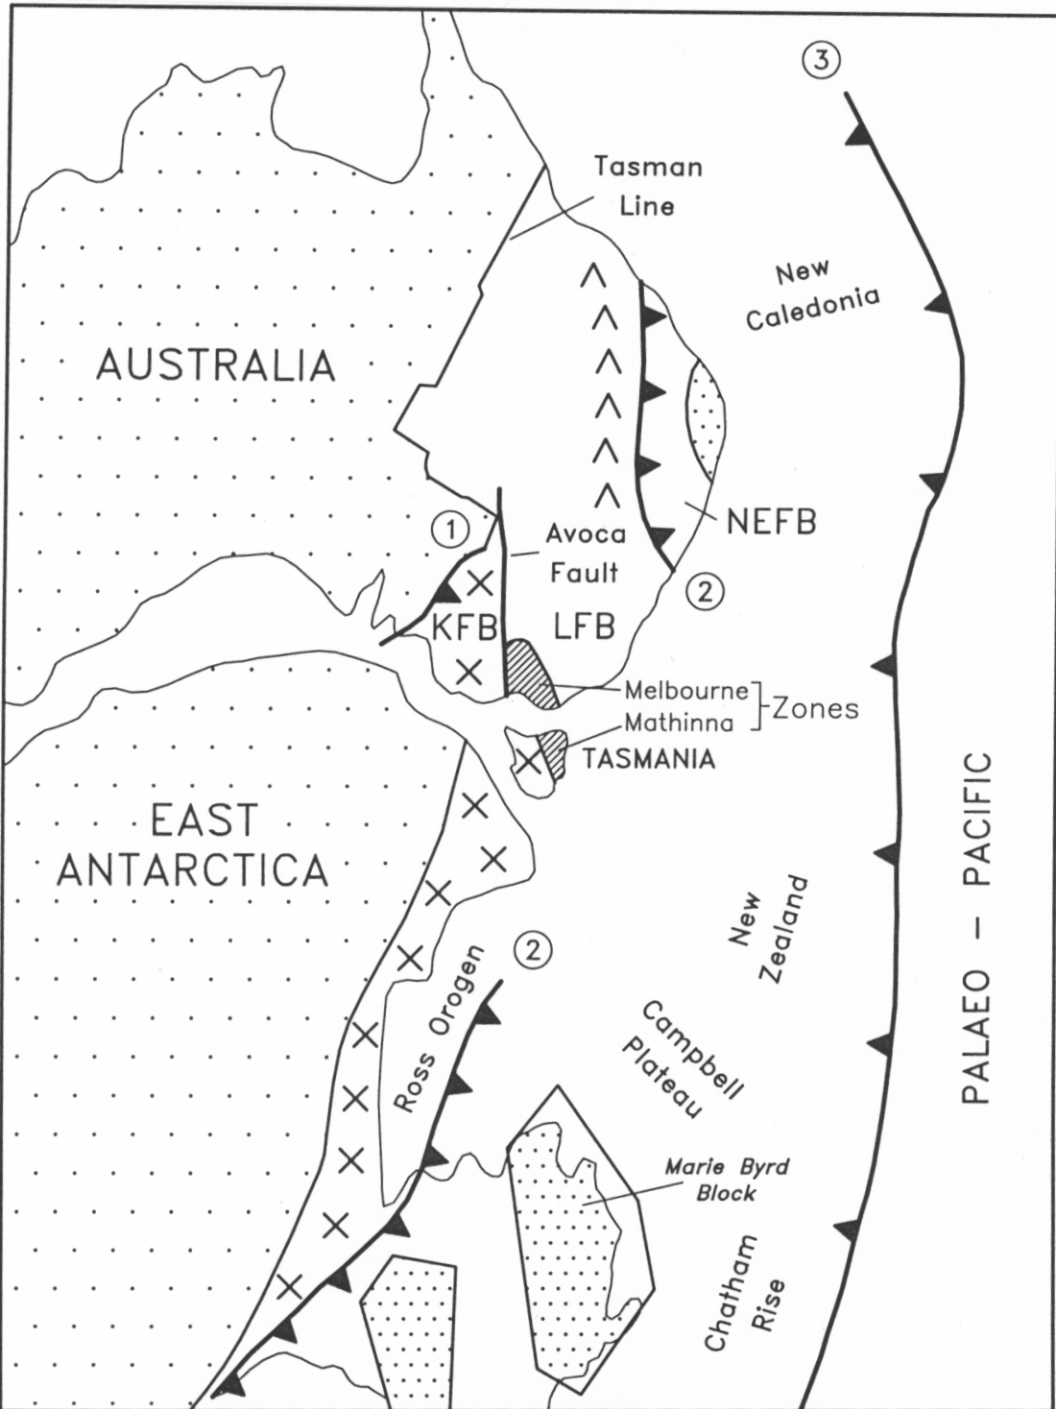 ③
Tasman
Line
New
Caledonia
AUSTRALIA
①
Avoca
Fault
NEFB
②
KFB
LFB
Melbourne
Mathinna
Zones
TASMANIA
EAST
ANTARCTICA
PALAEO – PACIFIC
New
Zealand
②
Ross Orogen
Campbell
Plateau
Marie Byrd
Block
Chatham
Rise